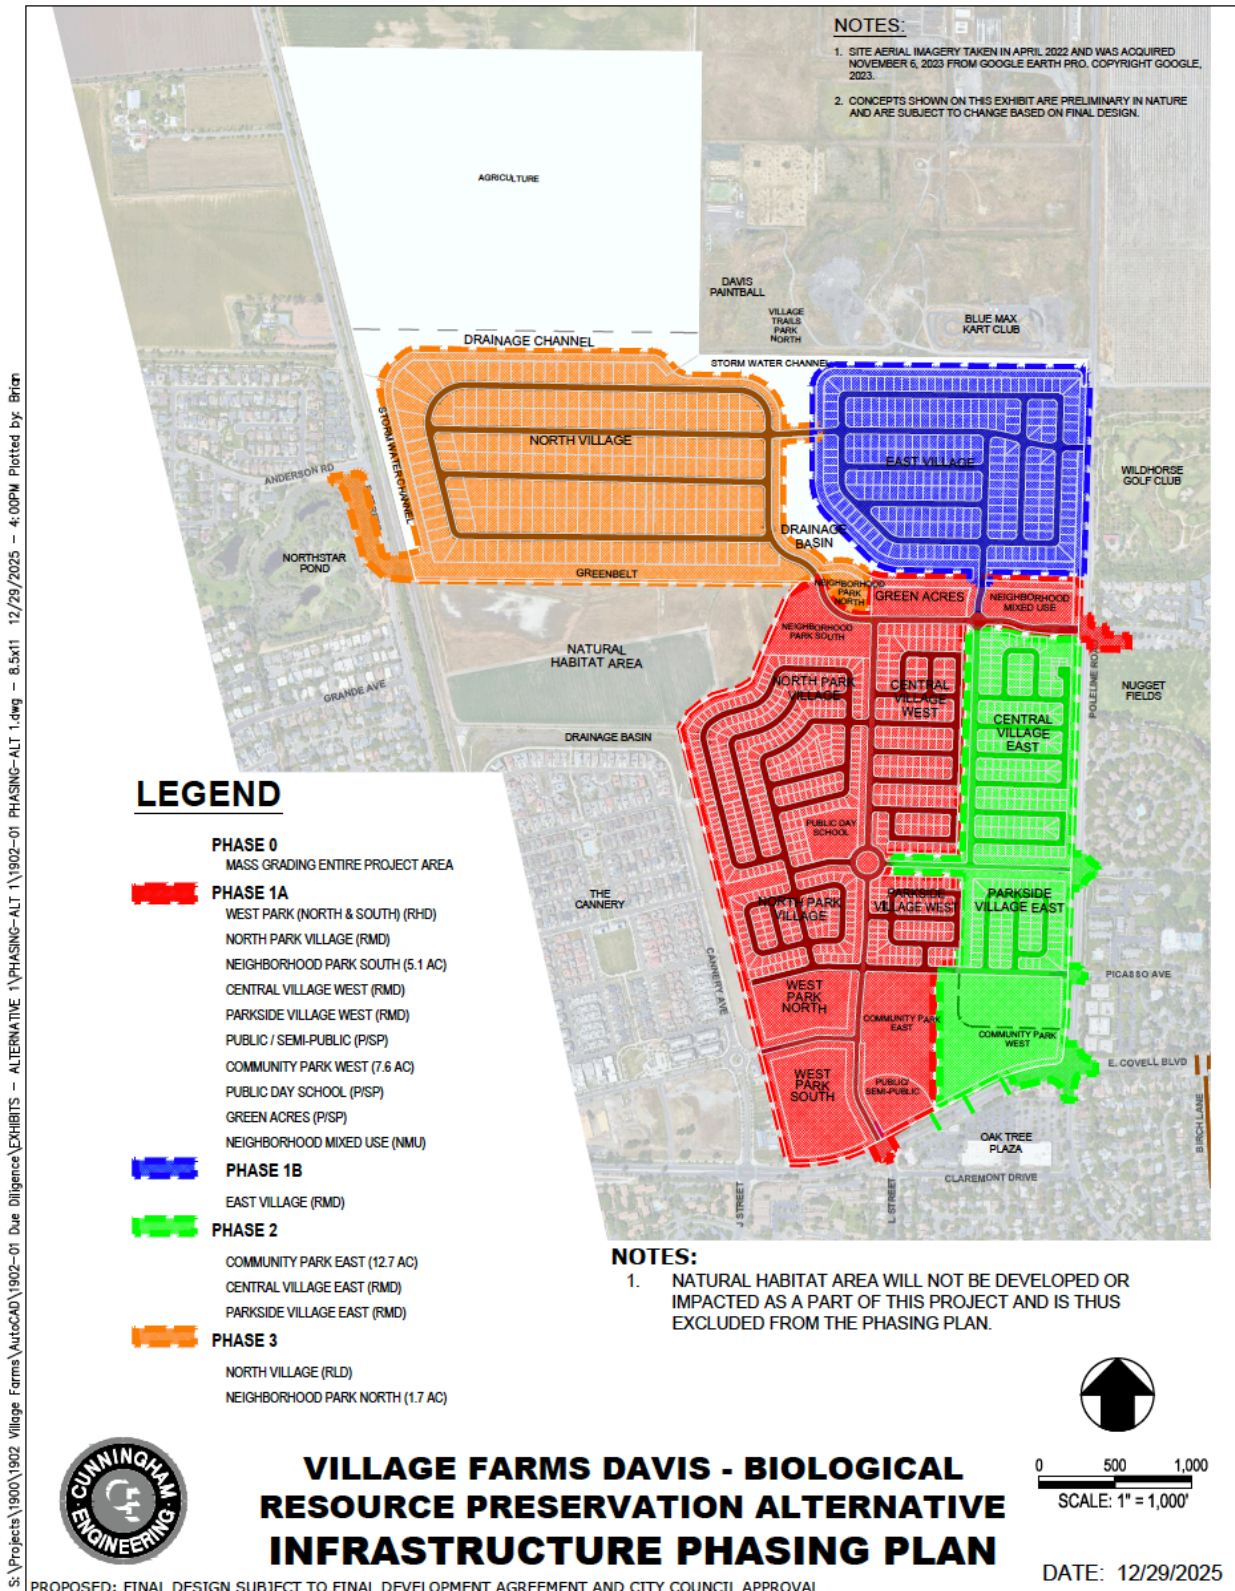 NOTES:
1. SITE AERIAL IMAGERY TAKEN IN APRIL 2022 AND WAS ACQUIRED
NOVEMBER 6, 2023 FROM GOOGLE EARTH PRO. COPYRIGHT GOOGLE,
2023.
2. CONCEPTS SHOWN ON THIS EXHIBIT ARE PRELIMINARY IN NATURE
AND ARE SUBJECT TO CHANGE BASED ON FINAL DESIGN.
AGRICULTURE
DAVIS
PAINTBALL
VILLAGE
TRAILS
PARK
NORTH
BLUE MAX
KART CLUB
DRAINAGE CHANNEL
STORM WATER CHANNEL
STORM WATER CHANNEL
NORTH VILLAGE
EAST VILLAGE
WILDHORSE
GOLF CLUB
ANDERSON RD
DRAINAGE
BASIN
NORTHSTAR
POND
GREENBELT
NEIGHBORHOOD
PARK
NORTH
GREEN ACRES
NEIGHBORHOOD
MIXED USE
NEIGHBORHOOD
PARK SOUTH
NATURAL
HABITAT AREA
GRANDE AVE
NORTH PARK
VILLAGE
CENTRAL
VILLAGE
WEST
POLELINE ROAD
NUGGET
FIELDS
CENTRAL
VILLAGE
EAST
DRAINAGE BASIN
PUBLIC DAY
SCHOOL
THE
CANNERY
NORTH PARK
VILLAGE
PARKSIDE
VILLAGE WEST
PARKSIDE
VILLAGE EAST
CANNERY AVE
PICASSO AVE
WEST
PARK
NORTH
COMMUNITY PARK
EAST
COMMUNITY PARK
WEST
E. COVELL BLVD
WEST
PARK
SOUTH
PUBLIC/
SEMI-PUBLIC
BIRCH LANE
OAK TREE
PLAZA
CLAREMONT DRIVE
J STREET
L STREET
LEGEND
PHASE 0
MASS GRADING ENTIRE PROJECT AREA
PHASE 1A
WEST PARK (NORTH & SOUTH) (RHD)
NORTH PARK VILLAGE (RMD)
NEIGHBORHOOD PARK SOUTH (5.1 AC)
CENTRAL VILLAGE WEST (RMD)
PARKSIDE VILLAGE WEST (RMD)
PUBLIC / SEMI-PUBLIC (P/SP)
COMMUNITY PARK WEST (7.6 AC)
PUBLIC DAY SCHOOL (P/SP)
GREEN ACRES (P/SP)
NEIGHBORHOOD MIXED USE (NMU)
PHASE 1B
EAST VILLAGE (RMD)
PHASE 2
COMMUNITY PARK EAST (12.7 AC)
CENTRAL VILLAGE EAST (RMD)
PARKSIDE VILLAGE EAST (RMD)
PHASE 3
NORTH VILLAGE (RLD)
NEIGHBORHOOD PARK NORTH (1.7 AC)
NOTES:
1. NATURAL HABITAT AREA WILL NOT BE DEVELOPED OR
IMPACTED AS A PART OF THIS PROJECT AND IS THUS
EXCLUDED FROM THE PHASING PLAN.
CUNNINGHAM
ENGINEERING
VILLAGE FARMS DAVIS - BIOLOGICAL
RESOURCE PRESERVATION ALTERNATIVE
INFRASTRUCTURE PHASING PLAN
0 500 1,000
SCALE: 1" = 1,000'
DATE: 12/29/2025
PROPOSED: FINAL DESIGN SUBJECT TO FINAL DEVELOPMENT AGREEMENT AND CITY COUNCIL APPROVAL
S:\Projects\1900\1902 Village Farms\AutoCAD\1902-01 Due Diligence\EXHIBITS - ALTERNATIVE 1\PHASING-ALT 1\1902-01 PHASING-ALT 1.dwg - 8.5x11 12/29/2025 - 4:00PM Plotted by: Brian